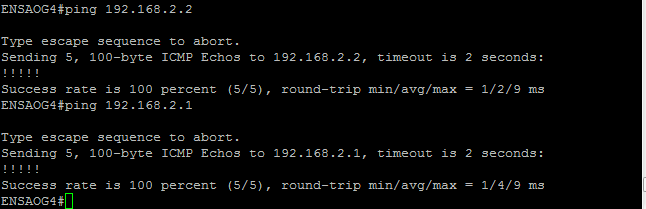 ENSAOG4#ping 192.168.2.2
Type escape sequence to abort.
Sending 5, 100-byte ICMP Echos to 192.168.2.2, timeout is 2 seconds:
!!!!!
Success rate is 100 percent (5/5), round-trip min/avg/max = 1/2/9 ms
ENSAOG4#ping 192.168.2.1
Type escape sequence to abort.
Sending 5, 100-byte ICMP Echos to 192.168.2.1, timeout is 2 seconds:
!!!!!
Success rate is 100 percent (5/5), round-trip min/avg/max = 1/4/9 ms
ENSAOG4#